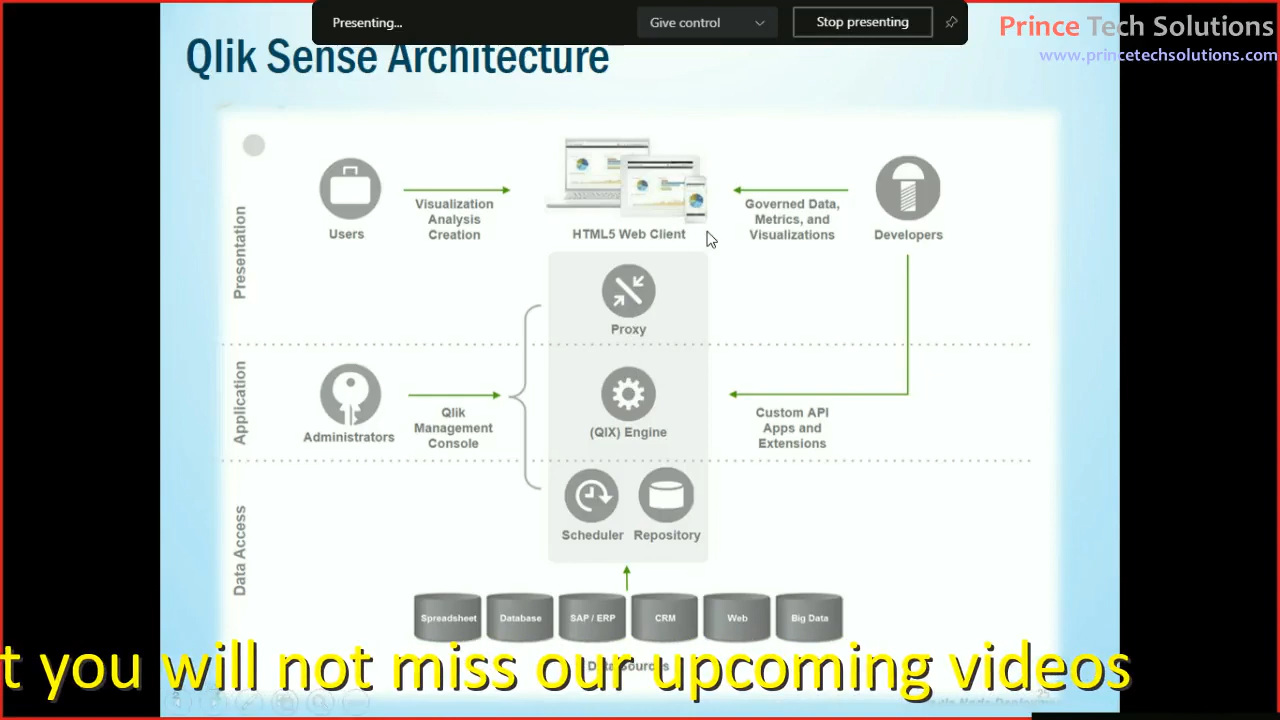 Presenting...
Give control
Stop presenting
Prince Tech Solutions
www.princetechsolutions.com
Qlik Sense Architecture
Presentation
Users
Visualization
Analysis
Creation
HTML5 Web Client
Governed Data,
Metrics, and
Visualizations
Developers
Proxy
Application
Administrators
Qlik
Management
Console
(QIX) Engine
Custom API
Apps and
Extensions
Data Access
Scheduler
Repository
Spreadsheet
Database
SAP / ERP
CRM
Web
Big Data
t you will not miss our upcoming videos